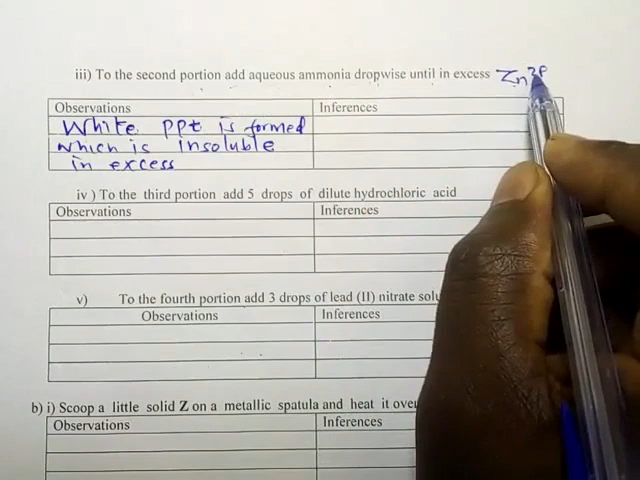 iii) To the second portion add aqueous ammonia dropwise until in excess Zn
Observations Inferences
White ppt is formed
which is insoluble
in excess
iv ) To the third portion add 5 drops of dilute hydrochloric acid
Observations Inferences
v) To the fourth portion add 3 drops of lead (II) nitrate
Observations Inferences
b) i) Scoop a little solid Z on a metallic spatula and heat it
Observations Inferences